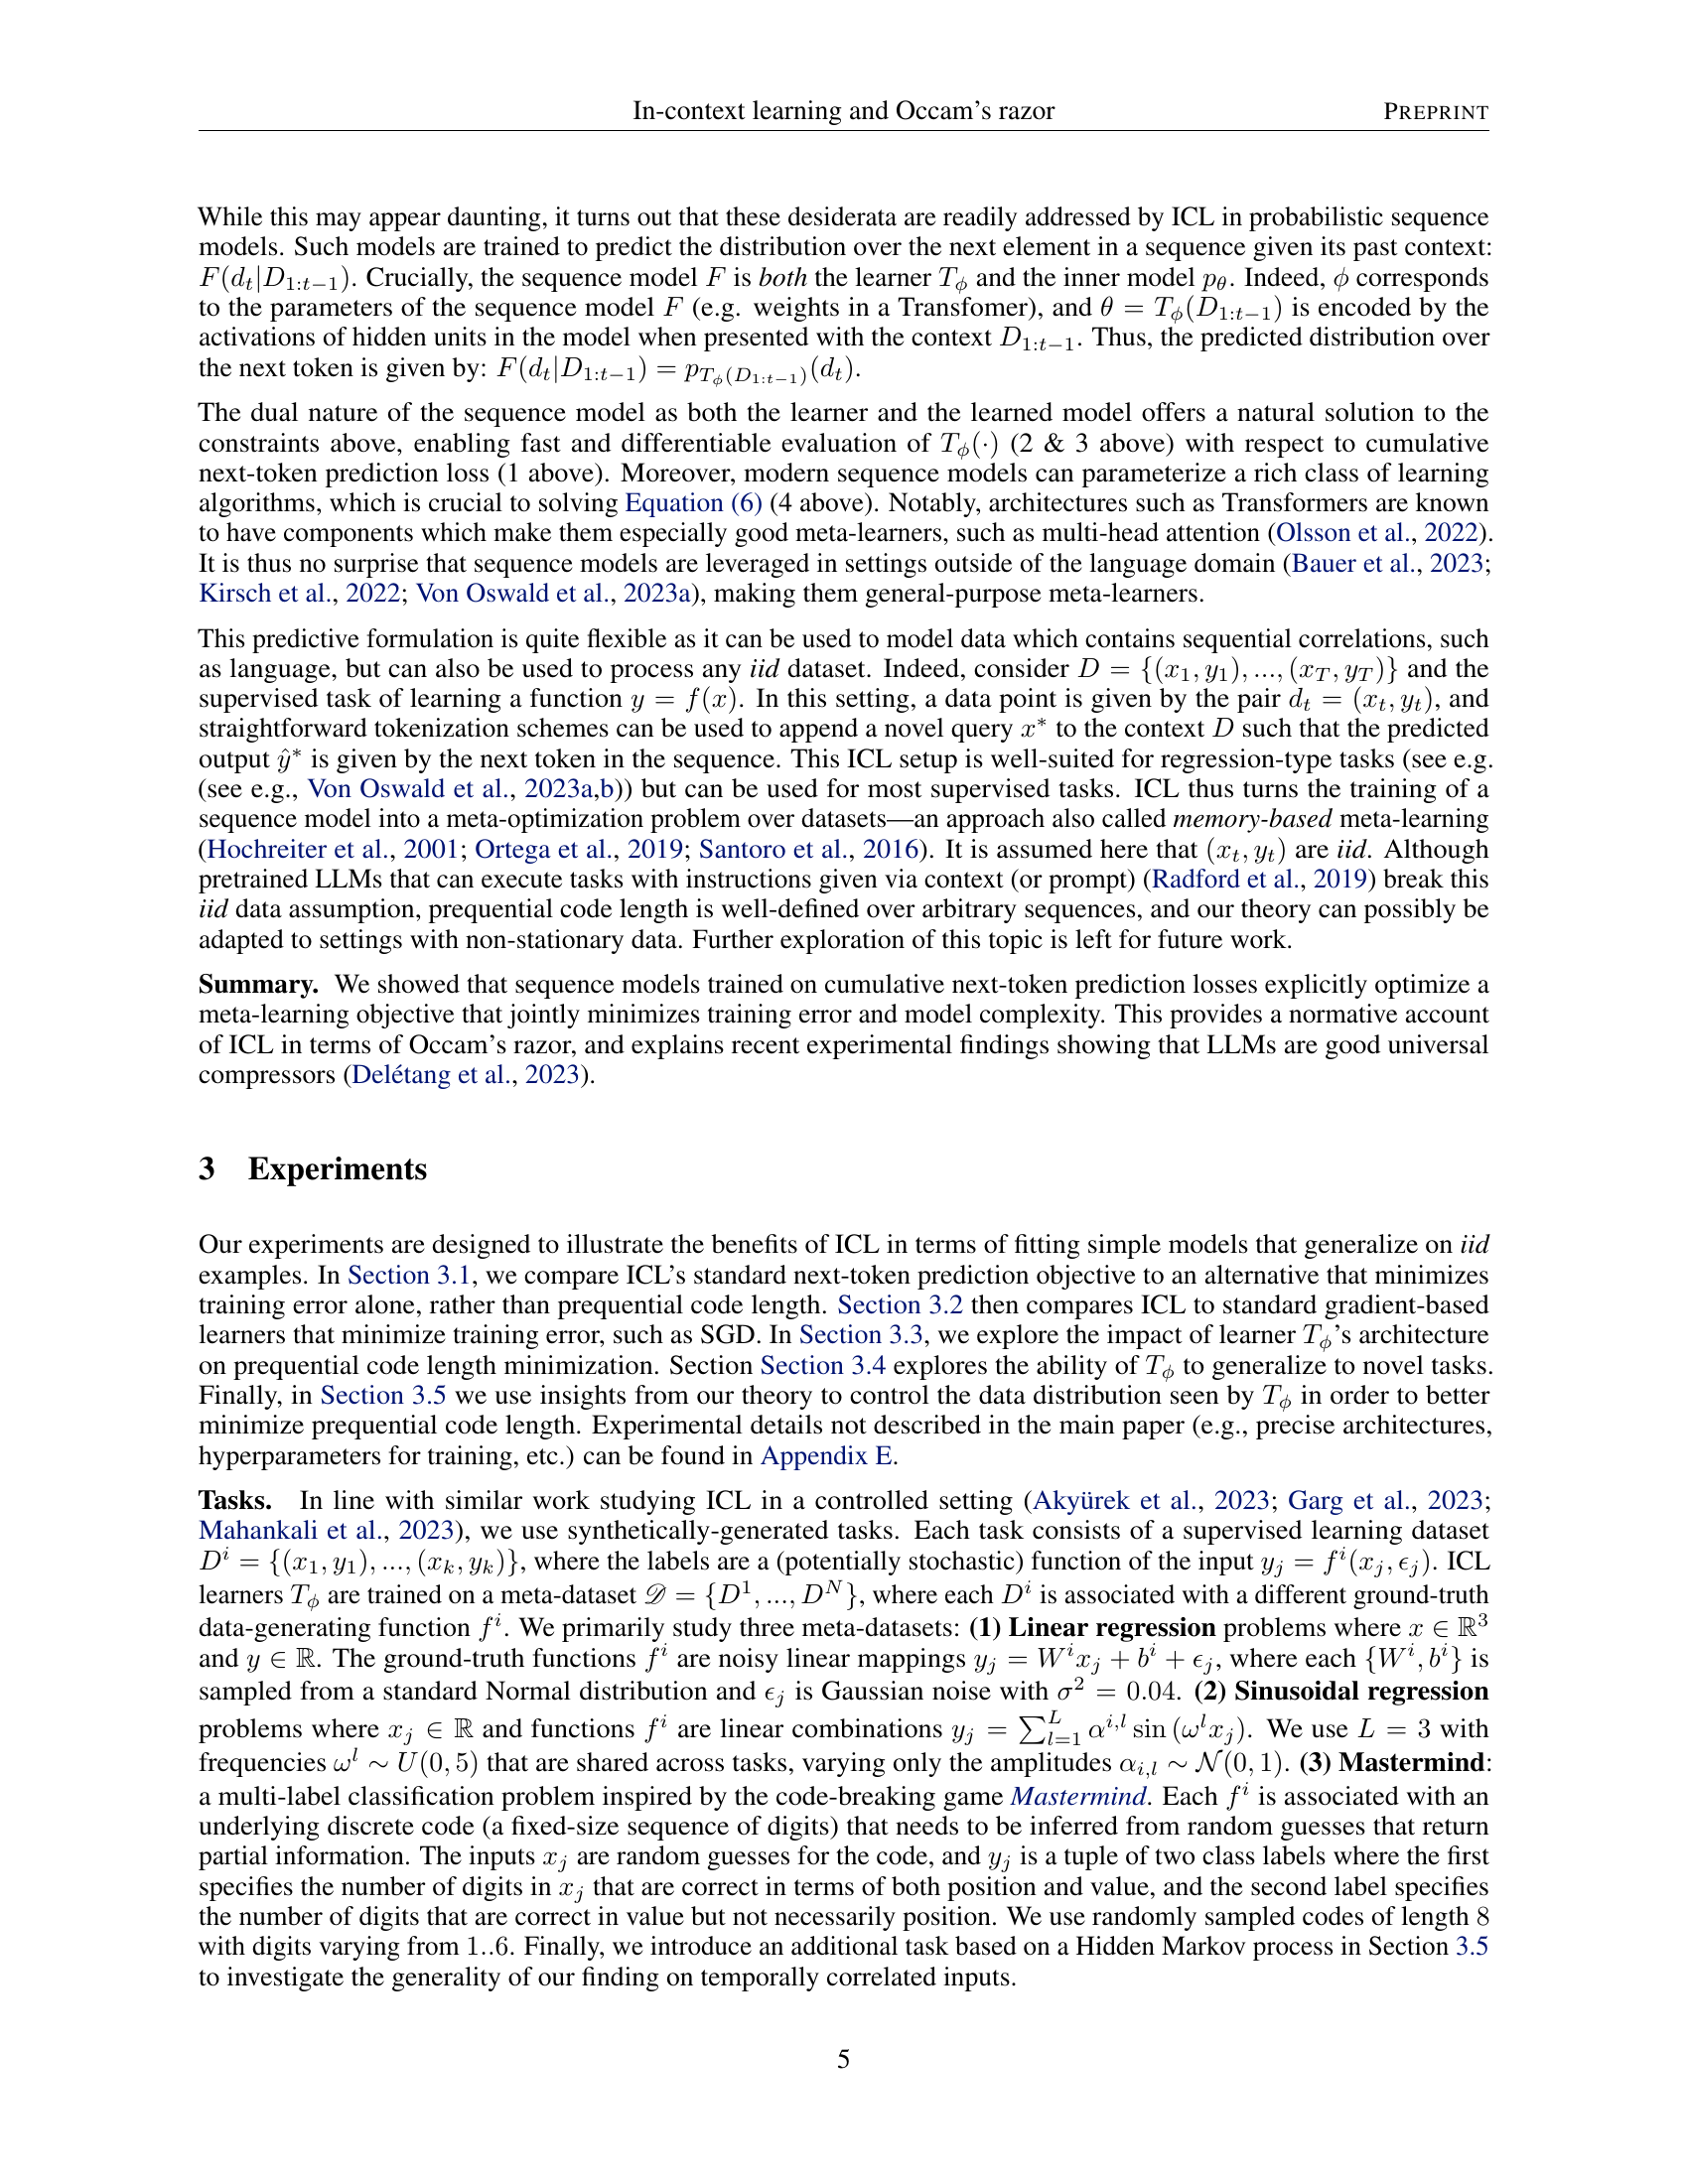 In-context learning and Occam's razor PREPRINT
While this may appear daunting, it turns out that these desiderata are readily addressed by ICL in probabilistic sequence
models. Such models are trained to predict the distribution over the next element in a sequence given its past context:
F(d_t|D_{1:t−1}). Crucially, the sequence model F is both the learner T_ϕ and the inner model p_θ. Indeed, ϕ corresponds
to the parameters of the sequence model F (e.g. weights in a Transfomer), and θ = T_ϕ(D_{1:t−1}) is encoded by the
activations of hidden units in the model when presented with the context D_{1:t−1}. Thus, the predicted distribution over
the next token is given by: F(d_t|D_{1:t−1}) = p_{T_ϕ(D_{1:t−1})}(d_t).
The dual nature of the sequence model as both the learner and the learned model offers a natural solution to the
constraints above, enabling fast and differentiable evaluation of T_ϕ(·) (2 & 3 above) with respect to cumulative
next-token prediction loss (1 above). Moreover, modern sequence models can parameterize a rich class of learning
algorithms, which is crucial to solving Equation (6) (4 above). Notably, architectures such as Transformers are known
to have components which make them especially good meta-learners, such as multi-head attention (Olsson et al., 2022).
It is thus no surprise that sequence models are leveraged in settings outside of the language domain (Bauer et al., 2023;
Kirsch et al., 2022; Von Oswald et al., 2023a), making them general-purpose meta-learners.
This predictive formulation is quite flexible as it can be used to model data which contains sequential correlations, such
as language, but can also be used to process any iid dataset. Indeed, consider D = {(x_1, y_1), ..., (x_T, y_T)} and the
supervised task of learning a function y = f(x). In this setting, a data point is given by the pair d_t = (x_t, y_t), and
straightforward tokenization schemes can be used to append a novel query x* to the context D such that the predicted
output ŷ* is given by the next token in the sequence. This ICL setup is well-suited for regression-type tasks (see e.g.
(see e.g., Von Oswald et al., 2023a,b)) but can be used for most supervised tasks. ICL thus turns the training of a
sequence model into a meta-optimization problem over datasets—an approach also called memory-based meta-learning
(Hochreiter et al., 2001; Ortega et al., 2019; Santoro et al., 2016). It is assumed here that (x_t, y_t) are iid. Although
pretrained LLMs that can execute tasks with instructions given via context (or prompt) (Radford et al., 2019) break this
iid data assumption, prequential code length is well-defined over arbitrary sequences, and our theory can possibly be
adapted to settings with non-stationary data. Further exploration of this topic is left for future work.
Summary. We showed that sequence models trained on cumulative next-token prediction losses explicitly optimize a
meta-learning objective that jointly minimizes training error and model complexity. This provides a normative account
of ICL in terms of Occam's razor, and explains recent experimental findings showing that LLMs are good universal
compressors (Delétang et al., 2023).
3 Experiments
Our experiments are designed to illustrate the benefits of ICL in terms of fitting simple models that generalize on iid
examples. In Section 3.1, we compare ICL's standard next-token prediction objective to an alternative that minimizes
training error alone, rather than prequential code length. Section 3.2 then compares ICL to standard gradient-based
learners that minimize training error, such as SGD. In Section 3.3, we explore the impact of learner T_ϕ's architecture
on prequential code length minimization. Section Section 3.4 explores the ability of T_ϕ to generalize to novel tasks.
Finally, in Section 3.5 we use insights from our theory to control the data distribution seen by T_ϕ in order to better
minimize prequential code length. Experimental details not described in the main paper (e.g., precise architectures,
hyperparameters for training, etc.) can be found in Appendix E.
Tasks. In line with similar work studying ICL in a controlled setting (Akyürek et al., 2023; Garg et al., 2023;
Mahankali et al., 2023), we use synthetically-generated tasks. Each task consists of a supervised learning dataset
D^i = {(x_1, y_1), ..., (x_k, y_k)}, where the labels are a (potentially stochastic) function of the input y_j = f^i(x_j, ϵ_j). ICL
learners T_ϕ are trained on a meta-dataset 𝒟 = {D^1, ..., D^N}, where each D^i is associated with a different ground-truth
data-generating function f^i. We primarily study three meta-datasets: (1) Linear regression problems where x ∈ ℝ^3
and y ∈ ℝ. The ground-truth functions f^i are noisy linear mappings y_j = W^i x_j + b^i + ϵ_j, where each {W^i, b^i} is
sampled from a standard Normal distribution and ϵ_j is Gaussian noise with σ^2 = 0.04. (2) Sinusoidal regression
problems where x_j ∈ ℝ and functions f^i are linear combinations y_j = ∑_{l=1}^{L} α^{i,l} sin (ω^l x_j). We use L = 3 with
frequencies ω^l ∼ U(0, 5) that are shared across tasks, varying only the amplitudes α_{i,l} ∼ 𝒩(0, 1). (3) Mastermind:
a multi-label classification problem inspired by the code-breaking game Mastermind. Each f^i is associated with an
underlying discrete code (a fixed-size sequence of digits) that needs to be inferred from random guesses that return
partial information. The inputs x_j are random guesses for the code, and y_j is a tuple of two class labels where the first
specifies the number of digits in x_j that are correct in terms of both position and value, and the second label specifies
the number of digits that are correct in value but not necessarily position. We use randomly sampled codes of length 8
with digits varying from 1..6. Finally, we introduce an additional task based on a Hidden Markov process in Section 3.5
to investigate the generality of our finding on temporally correlated inputs.
5